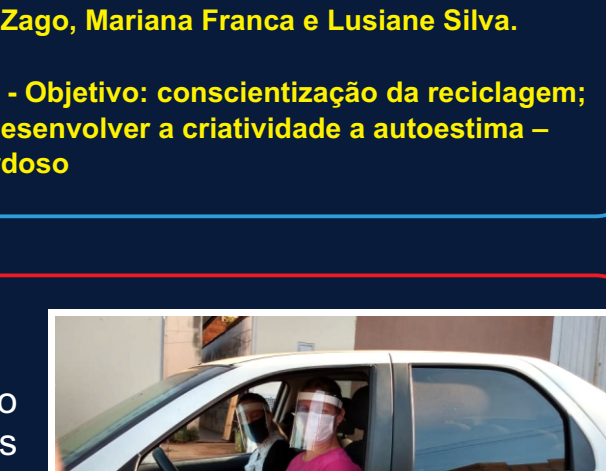 Zago, Mariana Franca e Lusiane Silva.
- Objetivo: conscientização da reciclagem;
esenvolver a criatividade a autoestima –
doso
o
s